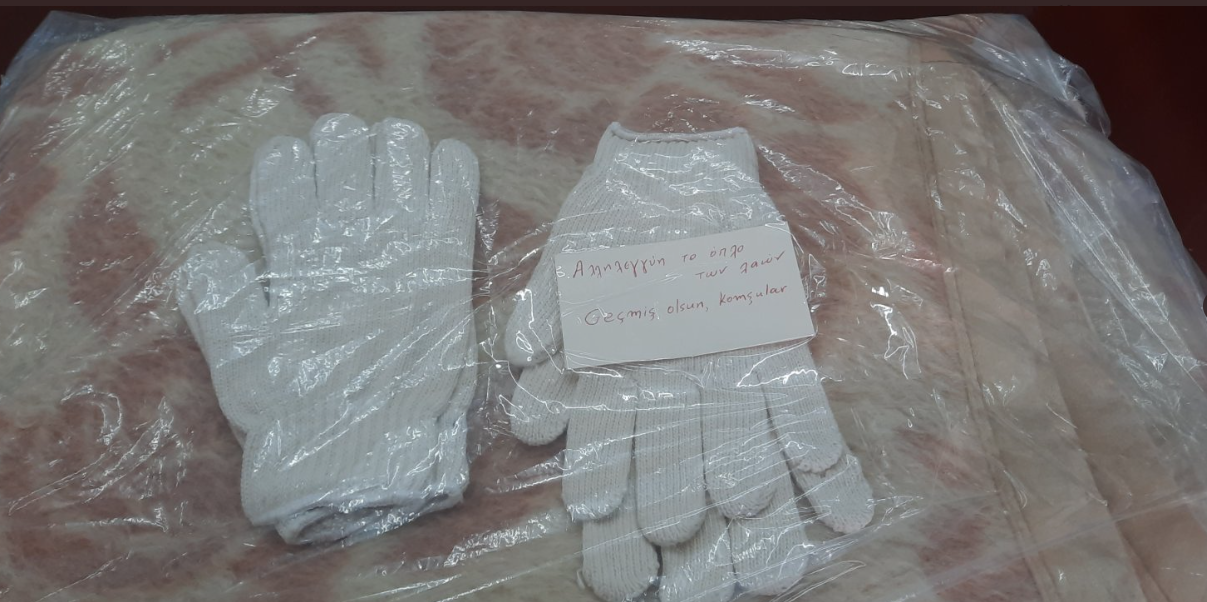 Αλληλεγγύη το όπλο
των λαών
Geçmiş olsun, komşular